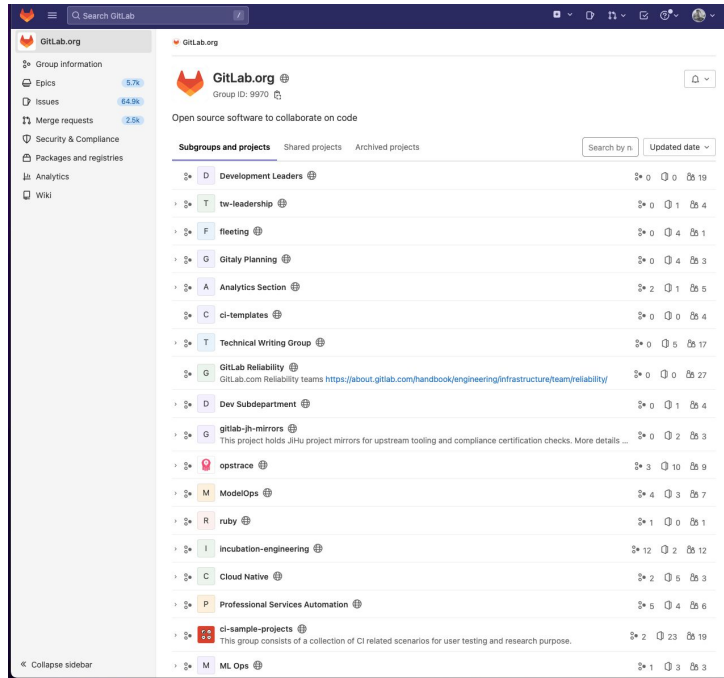 Search GitLab /
GitLab.org
Group information
Epics 5.7k
Issues 64.9k
Merge requests 2.5k
Security & Compliance
Packages and registries
Analytics
Wiki
Collapse sidebar
GitLab.org
GitLab.org
Group ID: 9970
Open source software to collaborate on code
Subgroups and projects Shared projects Archived projects Search by n Updated date
D Development Leaders 0 0 19
T tw-leadership 0 1 4
F fleeting 0 4 1
G Gitaly Planning 0 4 3
A Analytics Section 2 1 5
C ci-templates 0 0 4
T Technical Writing Group 0 5 17
G GitLab Reliability 0 0 27
GitLab.com Reliability teams https://about.gitlab.com/handbook/engineering/infrastructure/team/reliability/
D Dev Subdepartment 0 1 4
G gitlab-jh-mirrors 0 2 3
This project holds JiHu project mirrors for upstream tooling and compliance certification checks. More details ...
opstrace 3 10 9
M ModelOps 4 3 7
R ruby 1 0 1
I incubation-engineering 12 2 12
C Cloud Native 2 5 3
P Professional Services Automation 5 4 6
ci-sample-projects 2 23 19
This group consists of a collection of CI related scenarios for user testing and research purpose.
M ML Ops 1 3 3